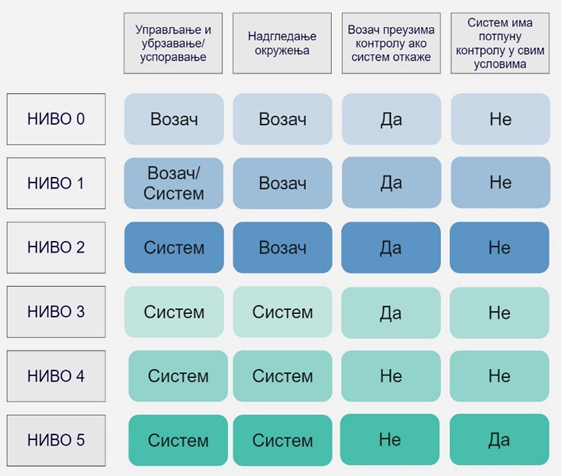 Управљање и
убрзавање/
успоравање
Надгледање
окружења
Возач преузима
контролу ако
систем откаже
Систем има
потпуну
контролу у свим
условима
НИВО 0
Возач
Возач
Да
Не
НИВО 1
Возач/
Систем
Возач
Да
Не
НИВО 2
Систем
Возач
Да
Не
НИВО 3
Систем
Систем
Да
Не
НИВО 4
Систем
Систем
Не
Не
НИВО 5
Систем
Систем
Не
Да